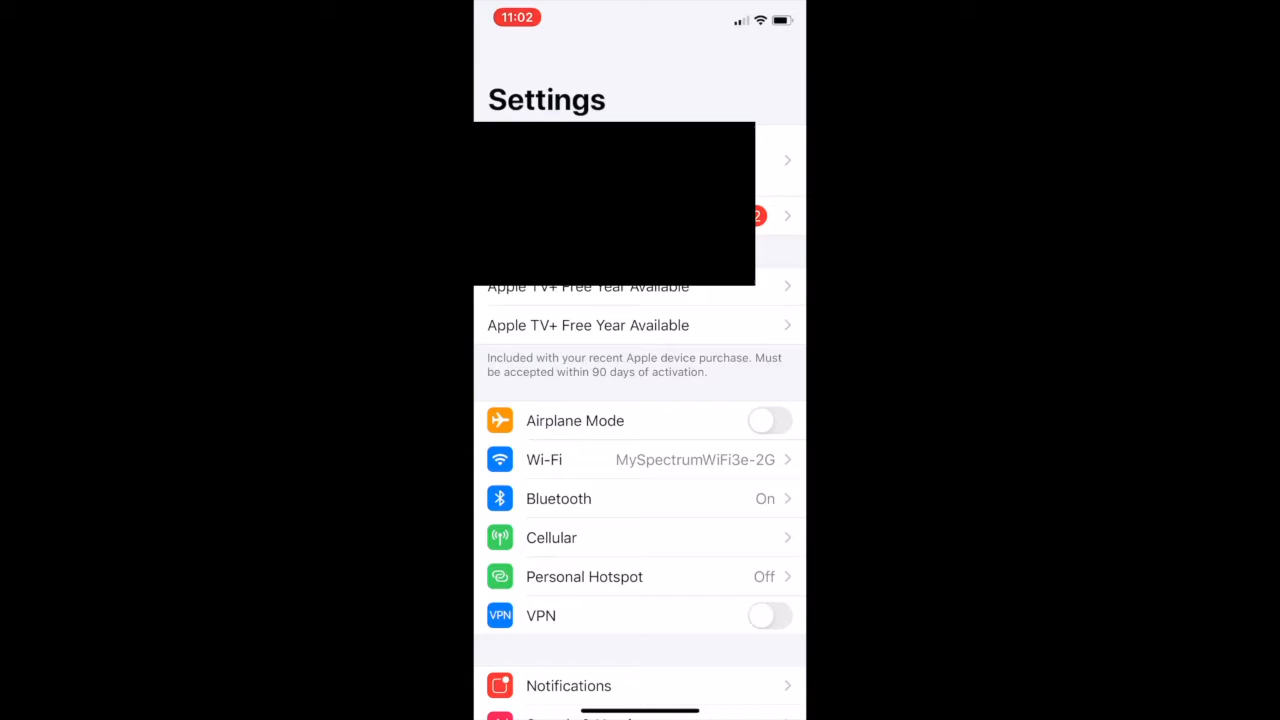 11:02
Settings
2
Apple TV+ Free Year Available
Apple TV+ Free Year Available
Included with your recent Apple device purchase. Must
be accepted within 90 days of activation.
Airplane Mode
Wi-Fi MySpectrumWiFi3e-2G
Bluetooth On
Cellular
Personal Hotspot Off
VPN VPN
Notifications